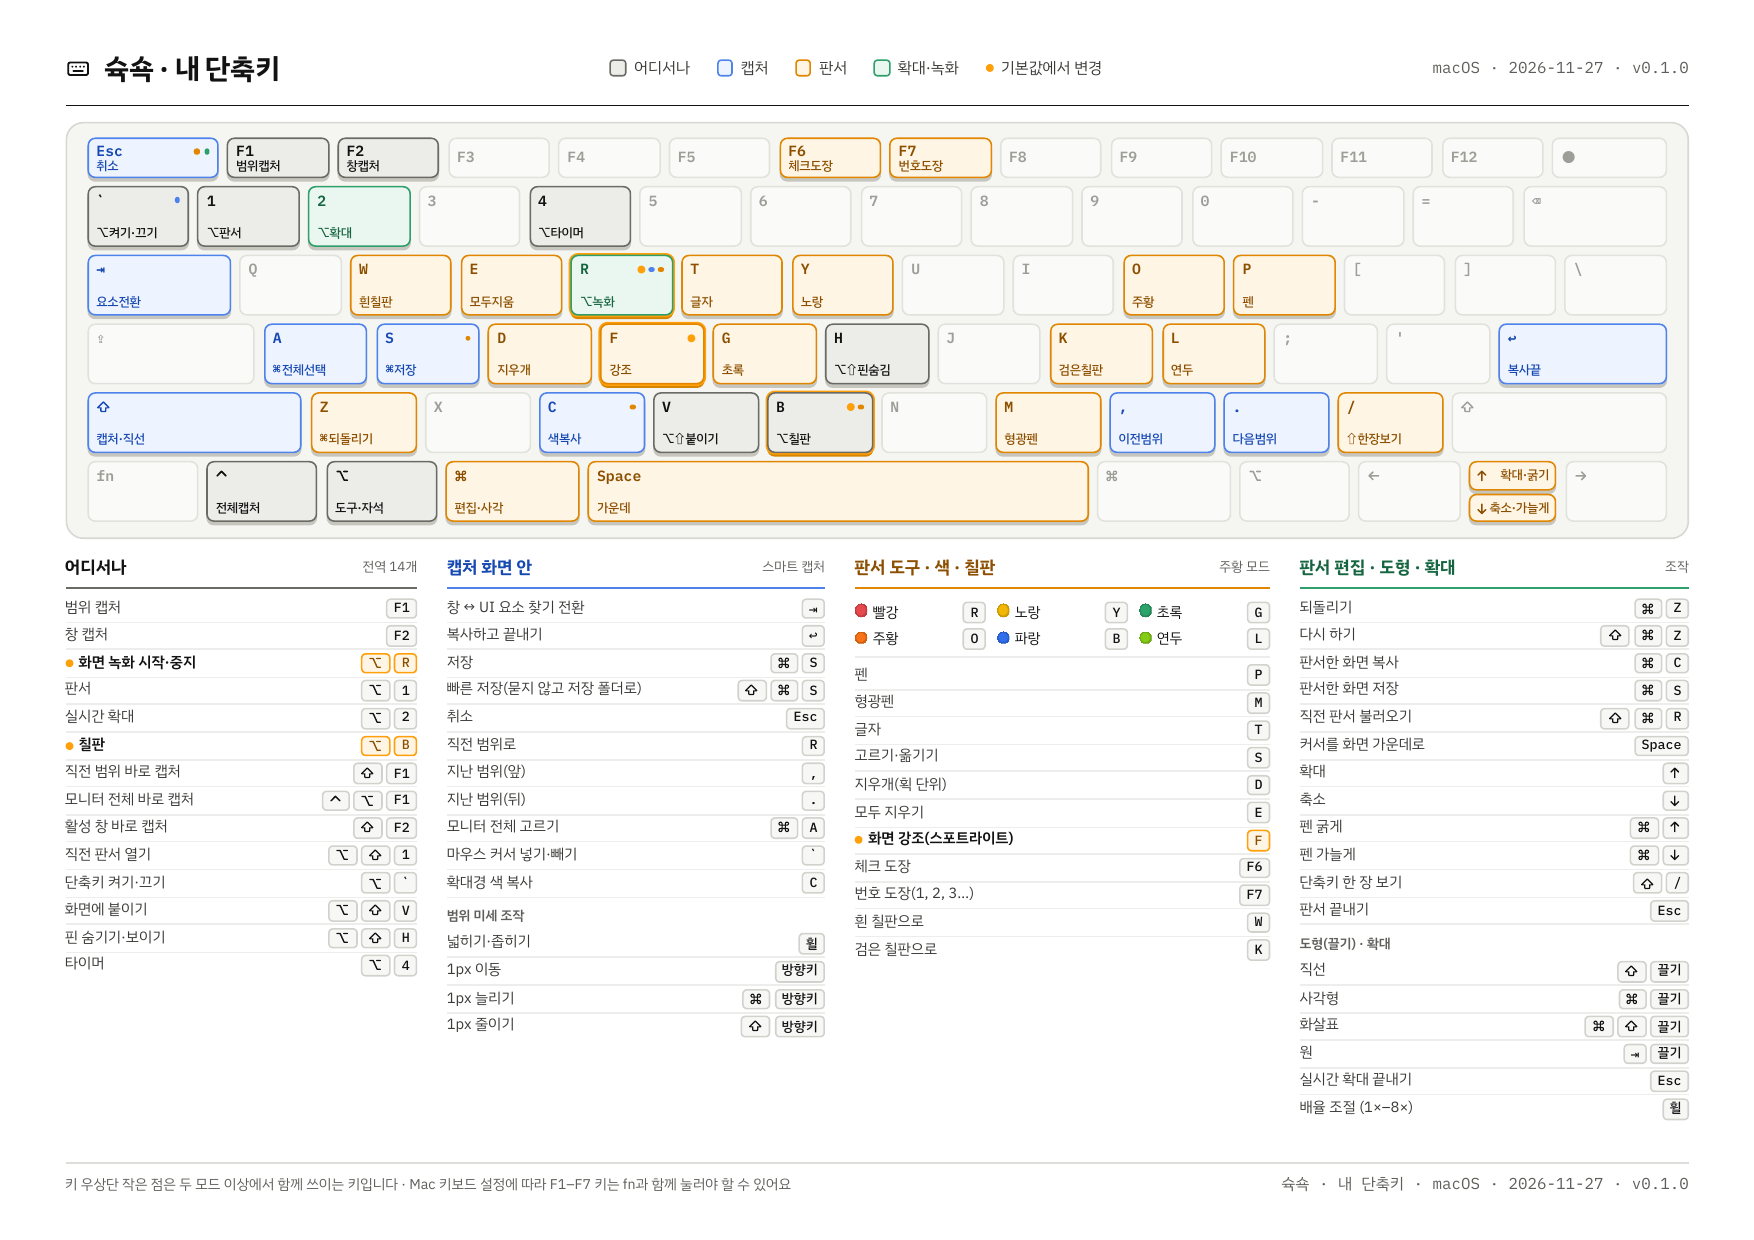 슉쇽 · 내 단축키
어디서나 캡처 판서 확대·녹화 기본값에서 변경
macOS · 2026-11-27 · v0.1.0
Esc F1 F2 F3 F4 F5 F6 F7 F8 F9 F10 F11 F12
취소 범위캡처 창캡처 체크도장 번호도장
` 1 2 3 4 5 6 7 8 9 0 - = ⌫
⌥켜기·끄기 ⌥판서 ⌥확대 ⌥타이머
⇥ Q W E R T Y U I O P [ ] \
요소전환 흰칠판 모두지움 ⌥녹화 글자 노랑 주황 펜
⇪ A S D F G H J K L ; ' ↩
⌘전체선택 ⌘저장 지우개 강조 초록 ⌥⇧핀숨김 검은칠판 연두 복사끝
⇧ Z X C V B N M , . / ⇧
캡처·직선 ⌘되돌리기 색복사 ⌥⇧붙이기 ⌥칠판 형광펜 이전범위 다음범위 ⇧한장보기
fn ⌃ ⌥ ⌘ Space ⌘ ⌥ ← ↑ 확대·굵기 →
전체캡처 도구·자석 편집·사각 가운데 ↓ 축소·가늘게
어디서나 전역 14개
범위 캡처 F1
창 캡처 F2
화면 녹화 시작·중지 ⌥ R
판서 ⌥ 1
실시간 확대 ⌥ 2
칠판 ⌥ B
직전 범위 바로 캡처 ⇧ F1
모니터 전체 바로 캡처 ⌃ ⌥ F1
활성 창 바로 캡처 ⇧ F2
직전 판서 열기 ⌥ ⇧ 1
단축키 켜기·끄기 ⌥ `
화면에 붙이기 ⌥ ⇧ V
핀 숨기기·보이기 ⌥ ⇧ H
타이머 ⌥ 4
캡처 화면 안 스마트 캡처
창 ↔ UI 요소 찾기 전환 ⇥
복사하고 끝내기 ↩
저장 ⌘ S
빠른 저장(묻지 않고 저장 폴더로) ⇧ ⌘ S
취소 Esc
직전 범위로 R
지난 범위(앞) ,
지난 범위(뒤) .
모니터 전체 고르기 ⌘ A
마우스 커서 넣기·빼기 `
확대경 색 복사 C
범위 미세 조작
넓히기·좁히기 휠
1px 이동 방향키
1px 늘리기 ⌘ 방향키
1px 줄이기 ⇧ 방향키
판서 도구 · 색 · 칠판 주황 모드
빨강 R 노랑 Y 초록 G
주황 O 파랑 B 연두 L
펜 P
형광펜 M
글자 T
고르기·옮기기 S
지우개(획 단위) D
모두 지우기 E
화면 강조(스포트라이트) F
체크 도장 F6
번호 도장(1, 2, 3…) F7
흰 칠판으로 W
검은 칠판으로 K
판서 편집 · 도형 · 확대 조작
되돌리기 ⌘ Z
다시 하기 ⇧ ⌘ Z
판서한 화면 복사 ⌘ C
판서한 화면 저장 ⌘ S
직전 판서 불러오기 ⇧ ⌘ R
커서를 화면 가운데로 Space
확대 ↑
축소 ↓
펜 굵게 ⌘ ↑
펜 가늘게 ⌘ ↓
단축키 한 장 보기 ⇧ /
판서 끝내기 Esc
도형(끌기) · 확대
직선 ⇧ 끌기
사각형 ⌘ 끌기
화살표 ⌘ ⇧ 끌기
원 ⇥ 끌기
실시간 확대 끝내기 Esc
배율 조절 (1×–8×) 휠
키 우상단 작은 점은 두 모드 이상에서 함께 쓰이는 키입니다 · Mac 키보드 설정에 따라 F1–F7 키는 fn과 함께 눌러야 할 수 있어요
슉쇽 · 내 단축키 · macOS · 2026-11-27 · v0.1.0